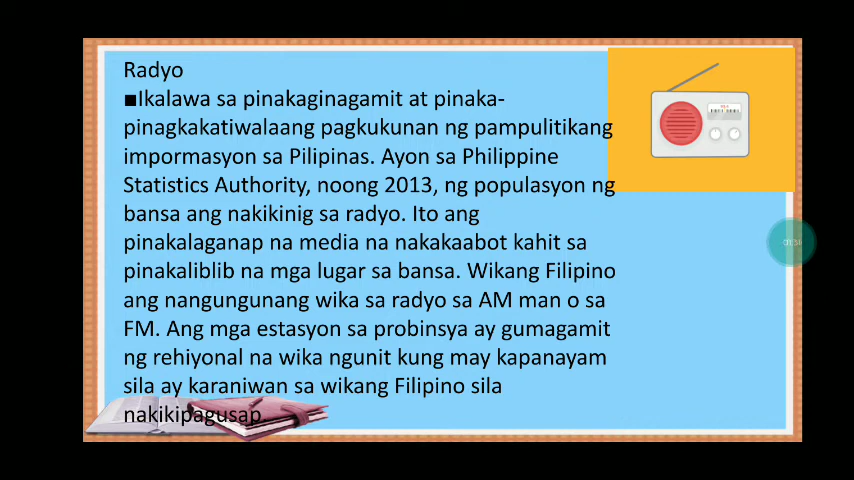 Radyo
■Ikalawa sa pinakaginagamit at pinaka-
pinagkakatiwalaang pagkukunan ng pampulitikang
impormasyon sa Pilipinas. Ayon sa Philippine
Statistics Authority, noong 2013, ng populasyon ng
bansa ang nakikinig sa radyo. Ito ang
pinakalaganap na media na nakakaabot kahit sa
pinakaliblib na mga lugar sa bansa. Wikang Filipino
ang nangungunang wika sa radyo sa AM man o sa
FM. Ang mga estasyon sa probinsya ay gumagamit
ng rehiyonal na wika ngunit kung may kapanayam
sila ay karaniwan sa wikang Filipino sila
nakikipagusap.